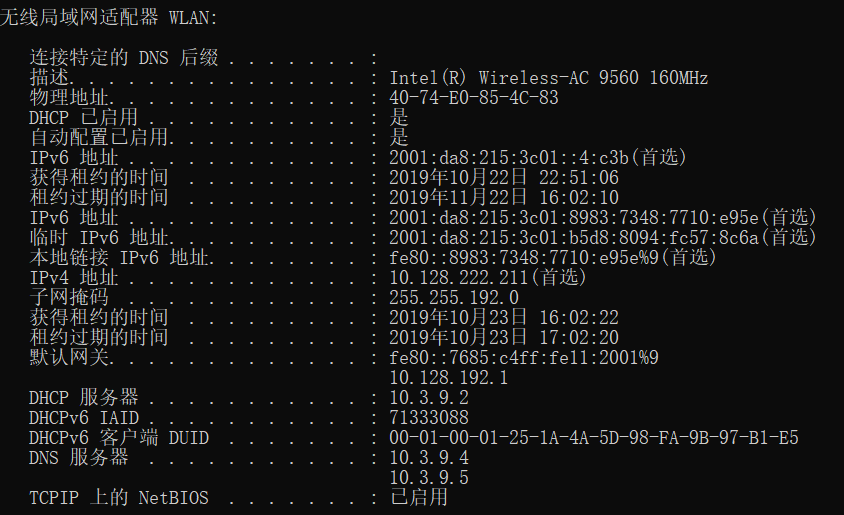 无线局域网适配器 WLAN:
连接特定的 DNS 后缀 . . . . . . . :
描述. . . . . . . . . . . . . . . : Intel(R) Wireless-AC 9560 160MHz
物理地址. . . . . . . . . . . . . : 40-74-E0-85-4C-83
DHCP 已启用 . . . . . . . . . . . : 是
自动配置已启用. . . . . . . . . . : 是
IPv6 地址 . . . . . . . . . . . . : 2001:da8:215:3c01::4:c3b(首选)
获得租约的时间  . . . . . . . . . : 2019年10月22日 22:51:06
租约过期的时间  . . . . . . . . . : 2019年11月22日 16:02:10
IPv6 地址 . . . . . . . . . . . . : 2001:da8:215:3c01:8983:7348:7710:e95e(首选)
临时 IPv6 地址. . . . . . . . . . : 2001:da8:215:3c01:b5d8:8094:fc57:8c6a(首选)
本地链接 IPv6 地址. . . . . . . . : fe80::8983:7348:7710:e95e%9(首选)
IPv4 地址 . . . . . . . . . . . . : 10.128.222.211(首选)
子网掩码  . . . . . . . . . . . . : 255.255.192.0
获得租约的时间  . . . . . . . . . : 2019年10月23日 16:02:22
租约过期的时间  . . . . . . . . . : 2019年10月23日 17:02:20
默认网关. . . . . . . . . . . . . : fe80::7685:c4ff:fe11:2001%9
10.128.192.1
DHCP 服务器 . . . . . . . . . . . : 10.3.9.2
DHCPv6 IAID . . . . . . . . . . . : 71333088
DHCPv6 客户端 DUID  . . . . . . . : 00-01-00-01-25-1A-4A-5D-98-FA-9B-97-B1-E5
DNS 服务器  . . . . . . . . . . . : 10.3.9.4
10.3.9.5
TCPIP 上的 NetBIOS  . . . . . . . : 已启用